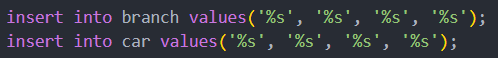 insert into branch values('%s', '%s', '%s', '%s');
insert into car values('%s', '%s', '%s', '%s');